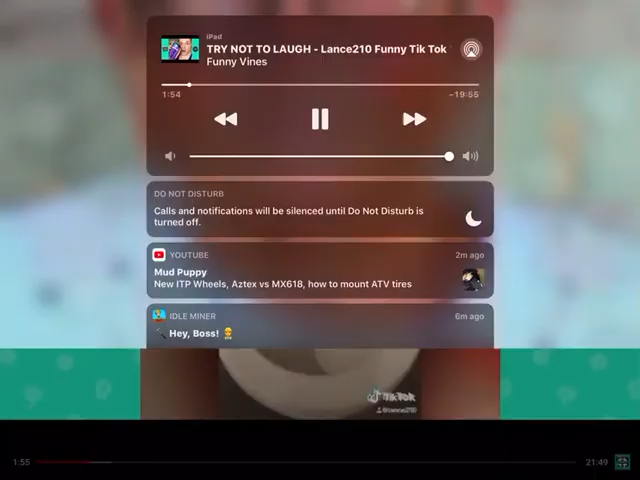 iPad
TRY NOT TO LAUGH - Lance210 Funny Tik Tok
Funny Vines
1:54
-19:55
DO NOT DISTURB
Calls and notifications will be silenced until Do Not Disturb is
turned off.
YOUTUBE
2m ago
Mud Puppy
New ITP Wheels, Aztex vs MX618, how to mount ATV tires
IDLE MINER
6m ago
Hey, Boss!
TikTok
@lance210
1:55
21:49